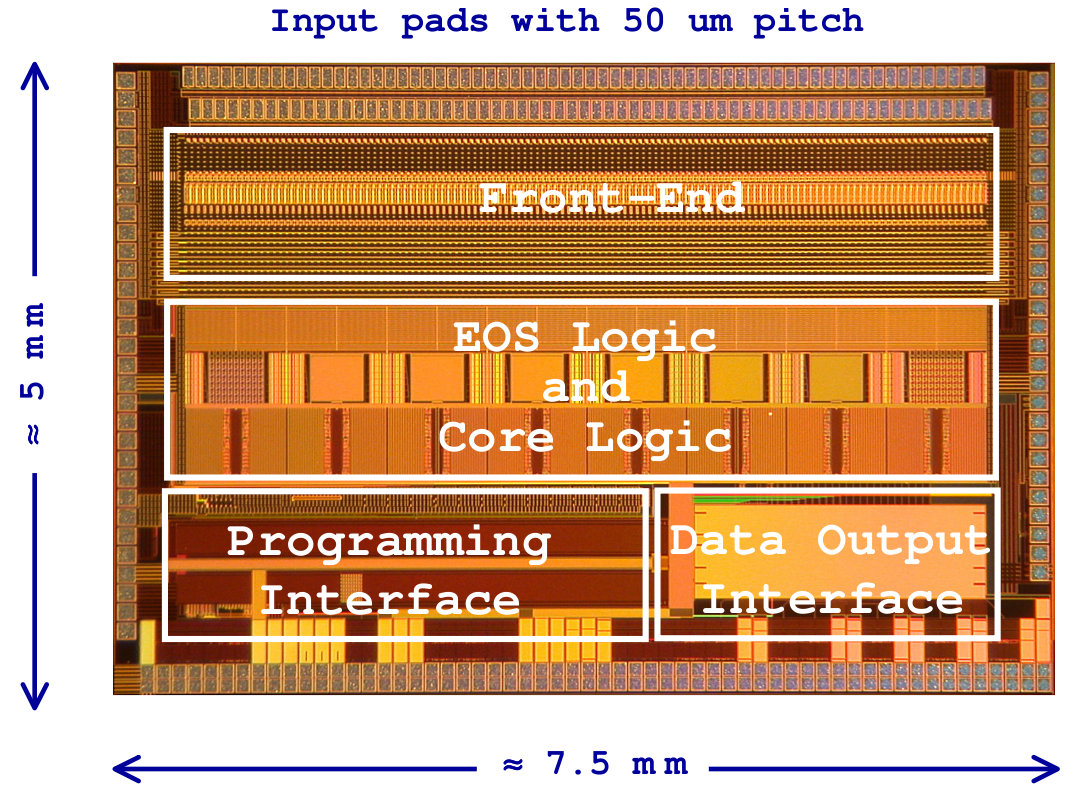 Input pads with 50 um pitch
Front-End
EOS Logic
and
Core Logic
≈ 5 mm
Programming
Interface
Data Output
Interface
≈ 7.5 mm